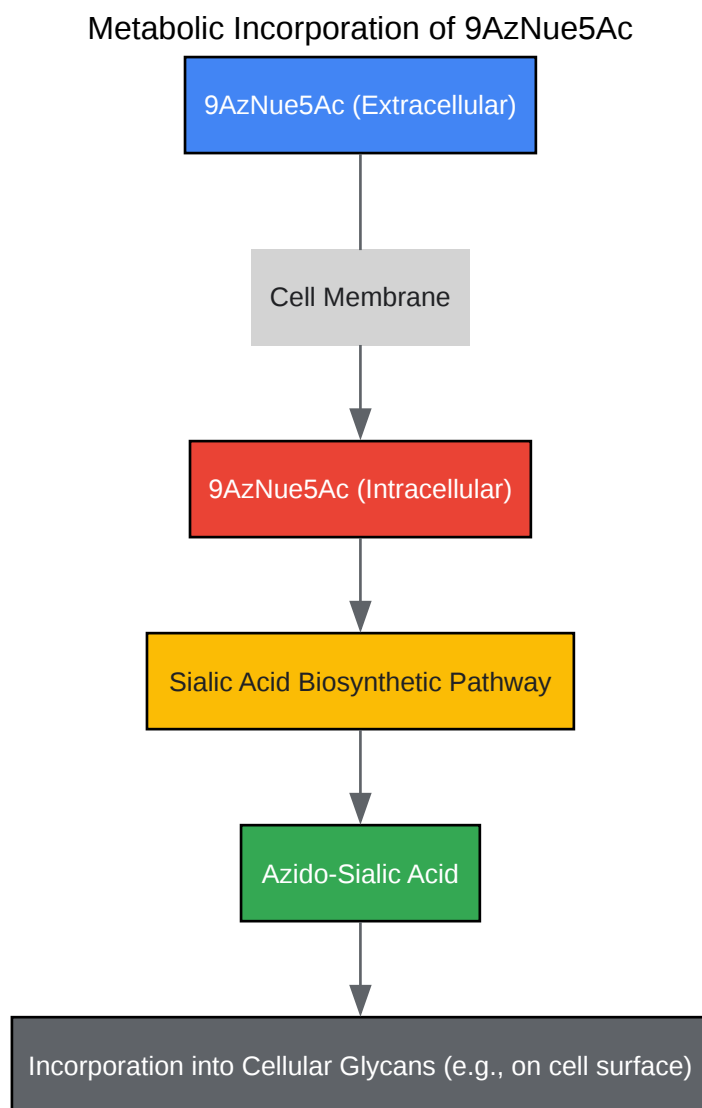 Metabolic Incorporation of 9AzNue5Ac
9AzNue5Ac (Extracellular)
Cell Membrane
9AzNue5Ac (Intracellular)
Sialic Acid Biosynthetic Pathway
Azido-Sialic Acid
Incorporation into Cellular Glycans (e.g., on cell surface)